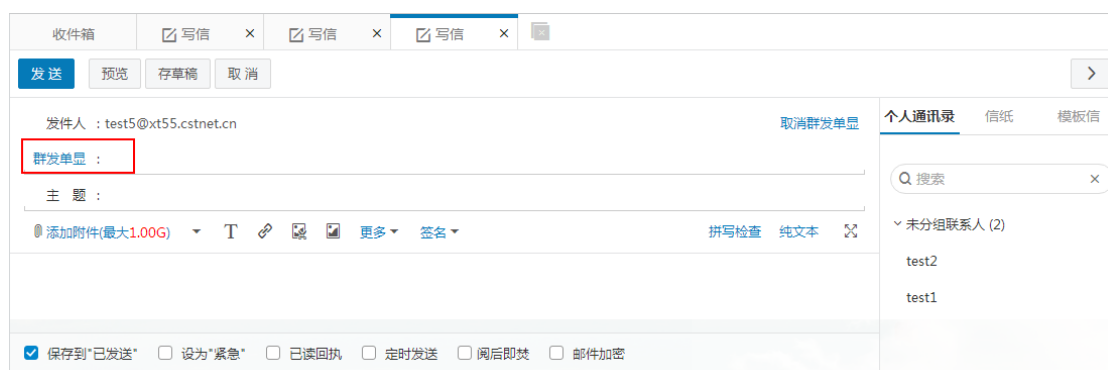 收件箱 写信 写信 写信
发送 预览 存草稿 取消
发件人 : test5@xt55.cstnet.cn 取消群发单显
群发单显 :
主 题 :
添加附件(最大1.00G) T 更多 签名 拼写检查 纯文本
保存到"已发送" 设为"紧急" 已读回执 定时发送 阅后即焚 邮件加密
个人通讯录 信纸 模板信
搜索
未分组联系人 (2)
test2
test1